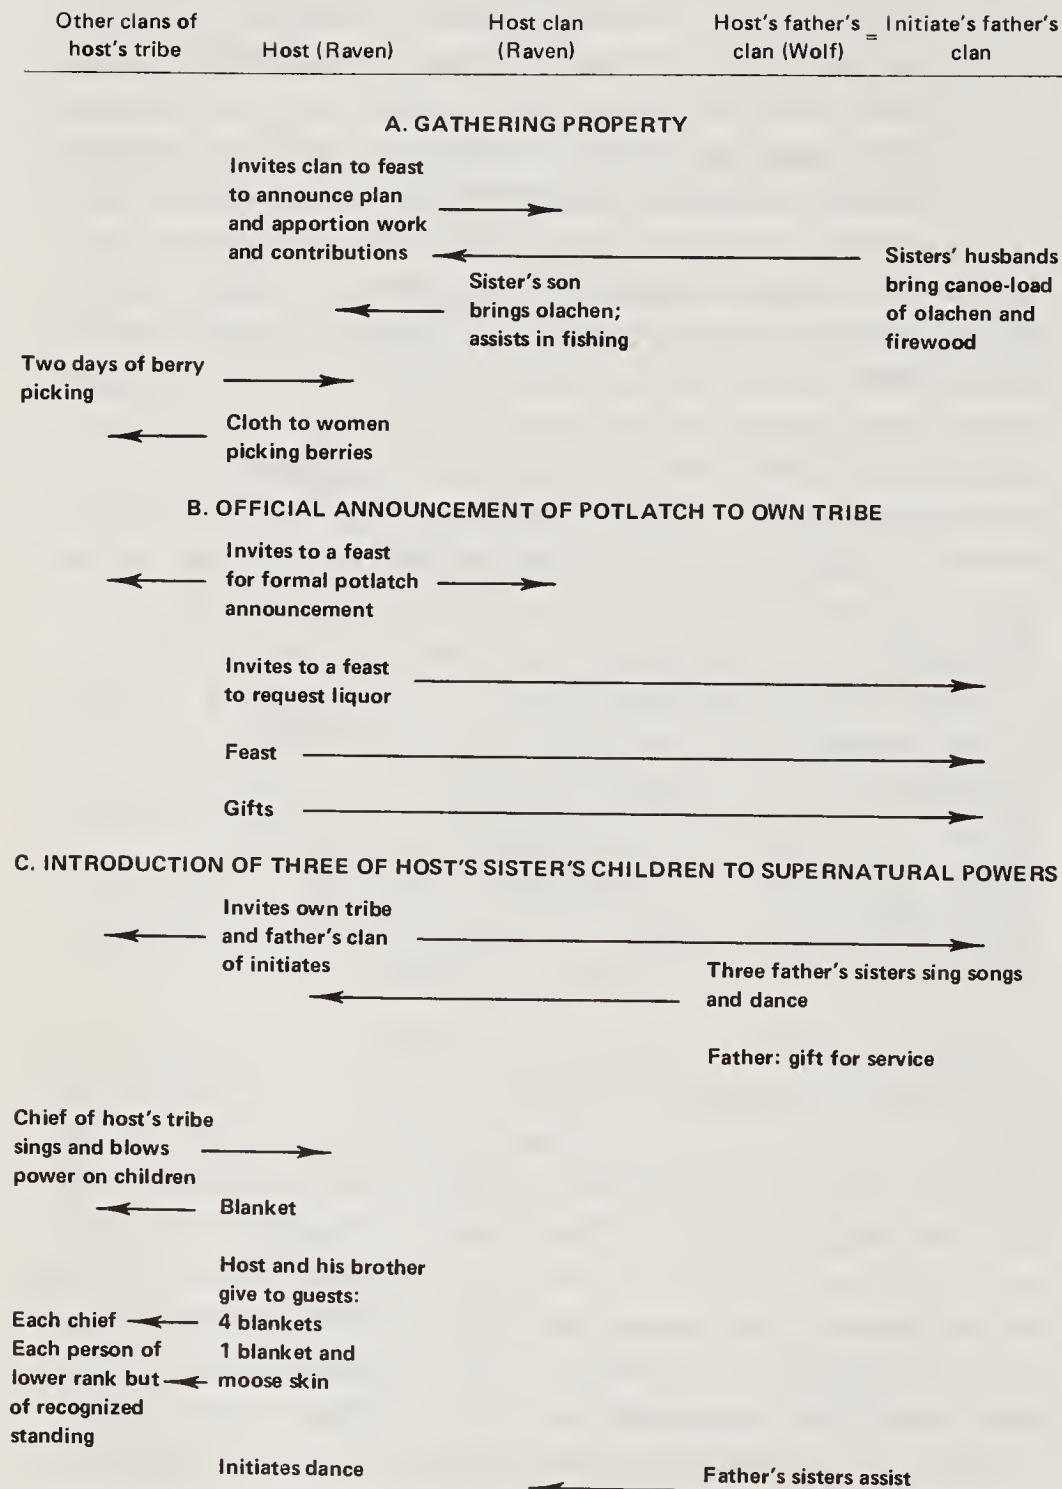 Other clans of host's tribe
Host (Raven)
Host clan (Raven)
Host's father's clan (Wolf)
=
Initiate's father's clan
A. GATHERING PROPERTY
Invites clan to feast
to announce plan
and apportion work
and contributions
Sisters' husbands
bring canoe-load
of olachen and
firewood
Sister's son
brings olachen;
assists in fishing
Two days of berry
picking
Cloth to women
picking berries
B. OFFICIAL ANNOUNCEMENT OF POTLATCH TO OWN TRIBE
Invites to a feast
for formal potlatch
announcement
Invites to a feast
to request liquor
Feast
Gifts
C. INTRODUCTION OF THREE OF HOST'S SISTER'S CHILDREN TO SUPERNATURAL POWERS
Invites own tribe
and father's clan
of initiates
Three father's sisters sing songs
and dance
Father: gift for service
Chief of host's tribe
sings and blows
power on children
Blanket
Host and his brother
give to guests:
4 blankets
1 blanket and
moose skin
Each chief
Each person of
lower rank but
of recognized
standing
Initiates dance
Father's sisters assist